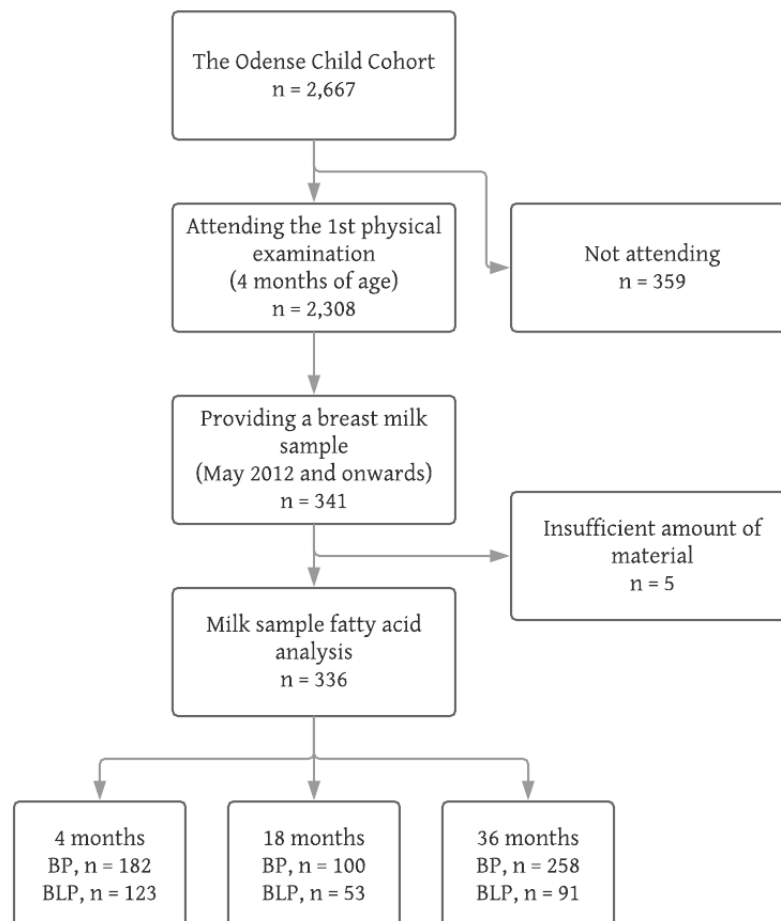 The Odense Child Cohort
n = 2,667
Attending the 1st physical
examination
(4 months of age)
n = 2,308
Not attending
n = 359
Providing a breast milk
sample
(May 2012 and onwards)
n = 341
Insufficient amount of
material
n = 5
Milk sample fatty acid
analysis
n = 336
4 months
BP, n = 182
BLP, n = 123
18 months
BP, n = 100
BLP, n = 53
36 months
BP, n = 258
BLP, n = 91